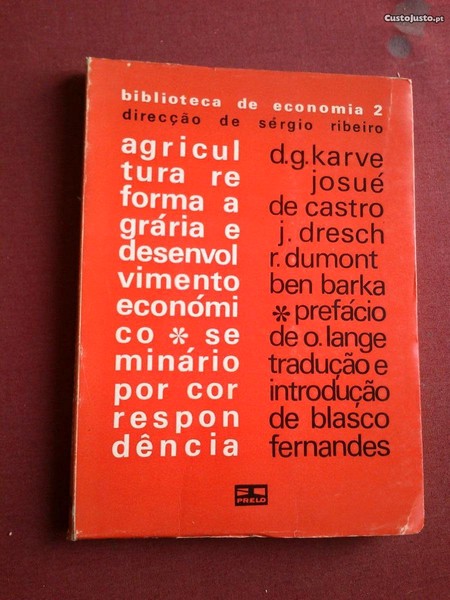 CustoJusto.pt
biblioteca de economia 2
direcção de sérgio ribeiro
agricul
tura re
forma a
grária e
desenvol
vimento
económi
co * se
minário
por cor
respon
dência
d.g.karve
josué
de castro
j. dresch
r. dumont
ben barka
* prefácio
de o. lange
tradução e
introdução
de blasco
fernandes
PRELO